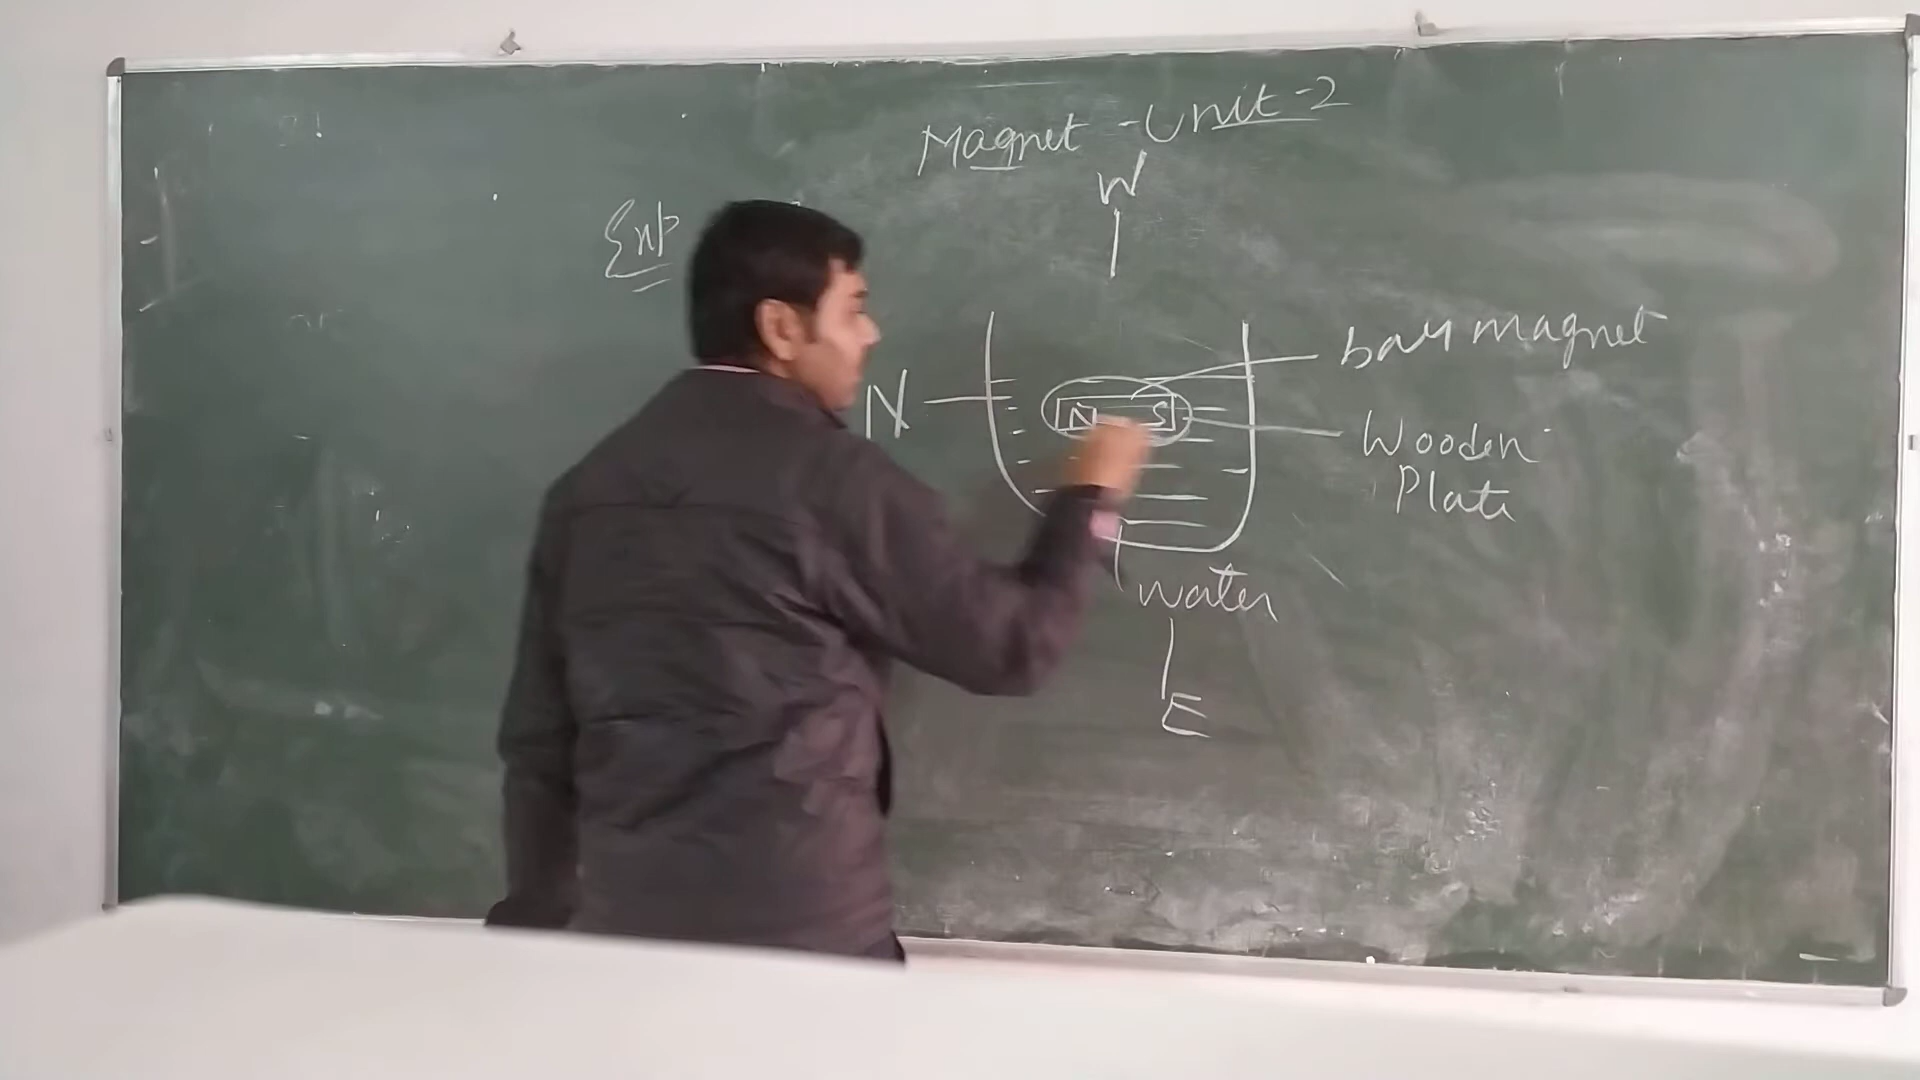 Magnet - Unit-2
W
Exp
bar magnet
N
N S
Wooden
Plate
water
E